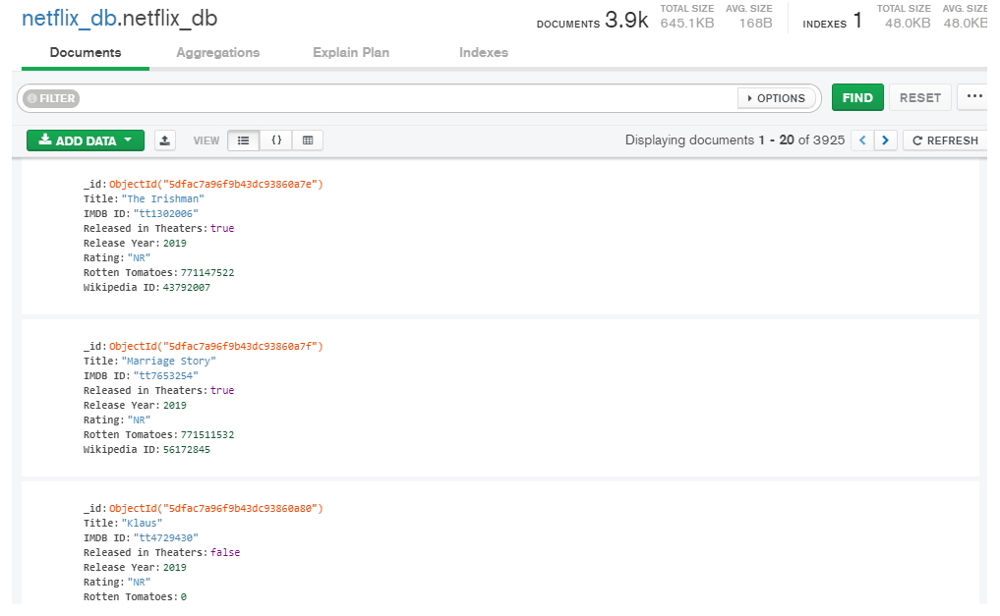 netflix_db.netflix_db
DOCUMENTS 3.9k TOTAL SIZE 645.1KB AVG. SIZE 168B INDEXES 1 TOTAL SIZE 48.0KB AVG. SIZE 48.0KB
Documents Aggregations Explain Plan Indexes
FILTER OPTIONS FIND RESET ...
ADD DATA VIEW {} Displaying documents 1 - 20 of 3925 < > REFRESH
_id: ObjectId("5dfac7a96f9b43dc93860a7e")
Title: "The Irishman"
IMDB ID: "tt1302006"
Released in Theaters: true
Release Year: 2019
Rating: "NR"
Rotten Tomatoes: 771147522
Wikipedia ID: 43792007
_id: ObjectId("5dfac7a96f9b43dc93860a7f")
Title: "Marriage Story"
IMDB ID: "tt7653254"
Released in Theaters: true
Release Year: 2019
Rating: "NR"
Rotten Tomatoes: 771511532
Wikipedia ID: 56172845
_id: ObjectId("5dfac7a96f9b43dc93860a80")
Title: "Klaus"
IMDB ID: "tt4729430"
Released in Theaters: false
Release Year: 2019
Rating: "NR"
Rotten Tomatoes: 0